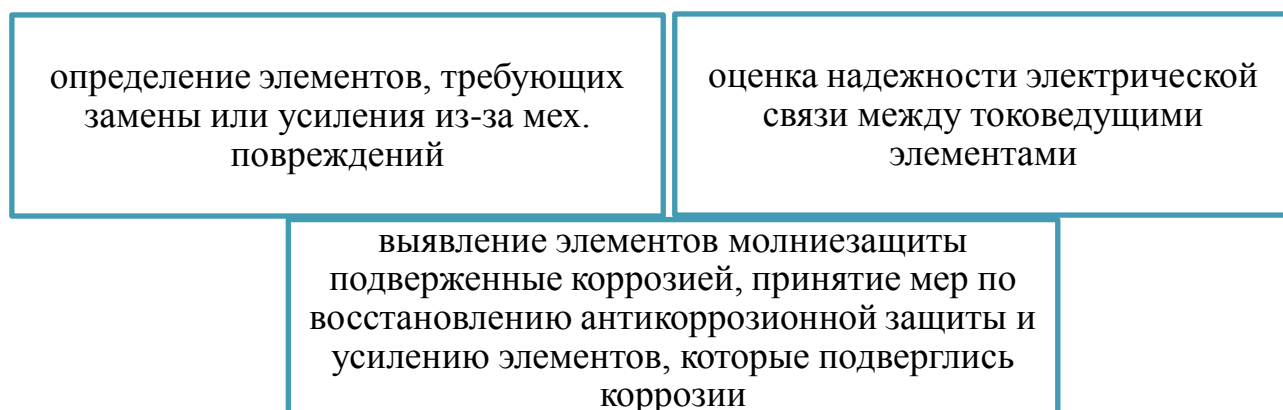 определение элементов, требующих
замены или усиления из-за мех.
повреждений
оценка надежности электрической
связи между токоведущими
элементами
выявление элементов молниезащиты
подверженные коррозией, принятие мер по
восстановлению антикоррозионной защиты и
усилению элементов, которые подверглись
коррозии